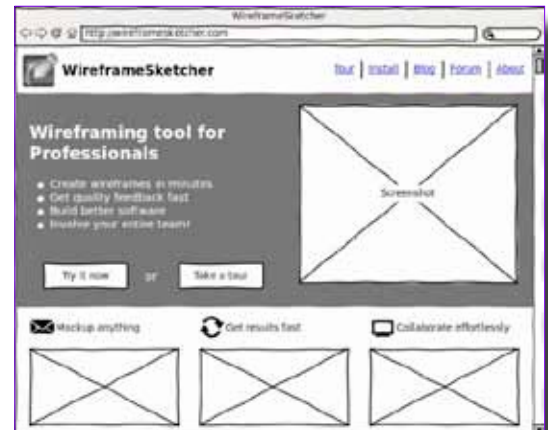 WireframeSketcher
http://wireframesketcher.com
WireframeSketcher
Tour | Install | Blog | Forum | About
Wireframing tool for
Professionals
Create wireframes in minutes
Get quality feedback fast
Build better software
Involve your entire team!
Screenshot
Try it now or Take a tour
Mockup anything
Get results fast
Collaborate effortlessly